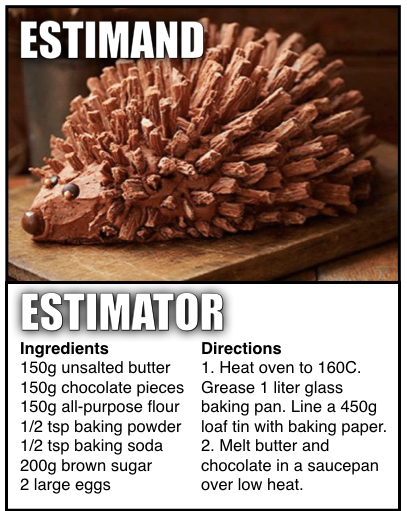 ESTIMAND
ESTIMATOR
Ingredients
150g unsalted butter
150g chocolate pieces
150g all-purpose flour
1/2 tsp baking powder
1/2 tsp baking soda
200g brown sugar
2 large eggs
Directions
1. Heat oven to 160C.
Grease 1 liter glass
baking pan. Line a 450g
loaf tin with baking paper.
2. Melt butter and
chocolate in a saucepan
over low heat.